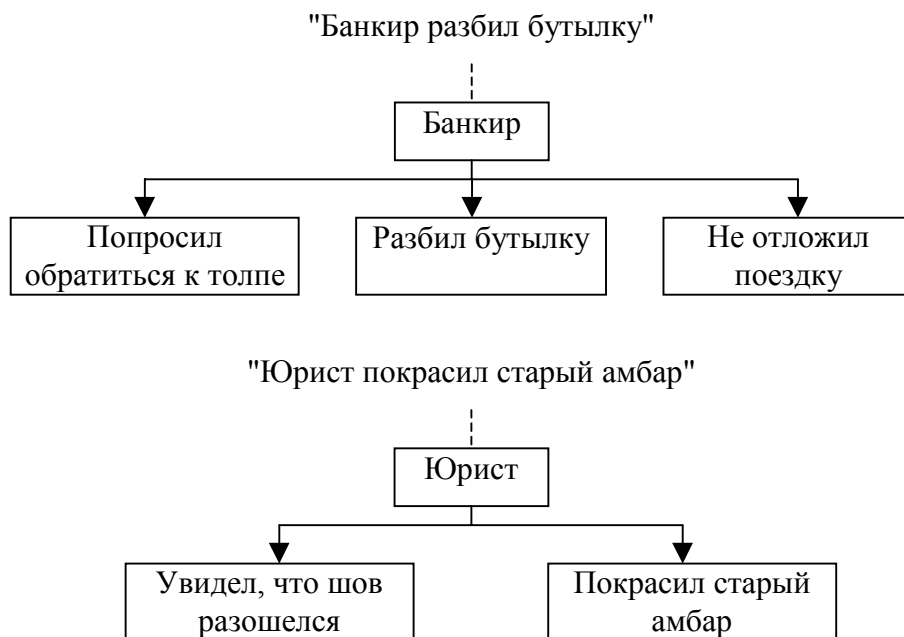 "Банкир разбил бутылку"
Банкир
Попросил
обратиться к толпе
Разбил бутылку
Не отложил
поездку
"Юрист покрасил старый амбар"
Юрист
Увидел, что шов
разошелся
Покрасил старый
амбар